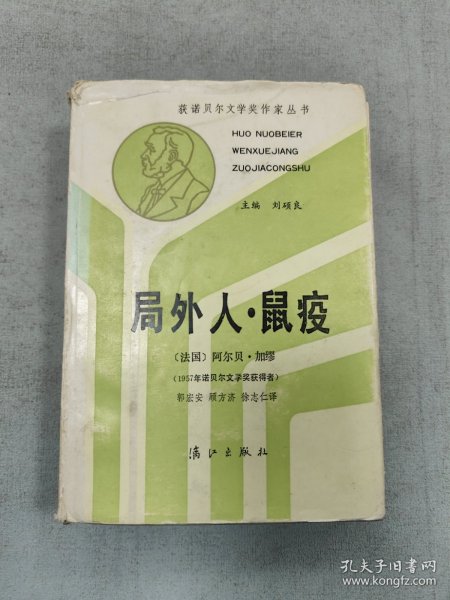 获诺贝尔文学奖作家丛书
HUO NUOBEIER
WENXUEJIANG
ZUOJIACONGSHU
主编 刘硕良
局外人·鼠疫
〔法国〕阿尔贝·加缪
(1957年诺贝尔文学奖获得者)
郭宏安 顾方济 徐志仁译
漓江出版社
孔夫子旧书网
www.kongfz.com